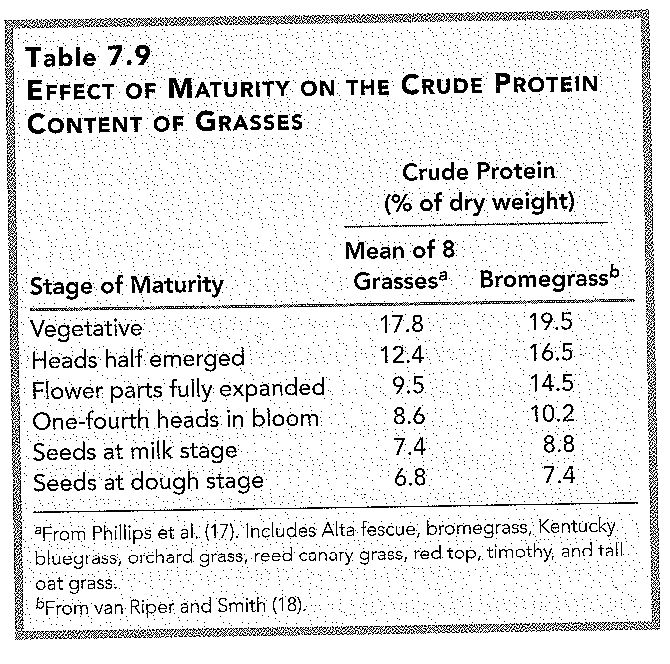 Table 7.9
EFFECT OF MATURITY ON THE CRUDE PROTEIN
CONTENT OF GRASSES
Crude Protein
(% of dry weight)
Mean of 8
Stage of Maturity Grassesᵃ Bromegrassᵇ
Vegetative 17.8 19.5
Heads half emerged 12.4 16.5
Flower parts fully expanded 9.5 14.5
One-fourth heads in bloom 8.6 10.2
Seeds at milk stage 7.4 8.8
Seeds at dough stage 6.8 7.4
ᵃFrom Phillips et al. (17). Includes Alta fescue, bromegrass, Kentucky
bluegrass, orchard grass, reed canary grass, red top, timothy, and tall
oat grass.
ᵇFrom van Riper and Smith (18).